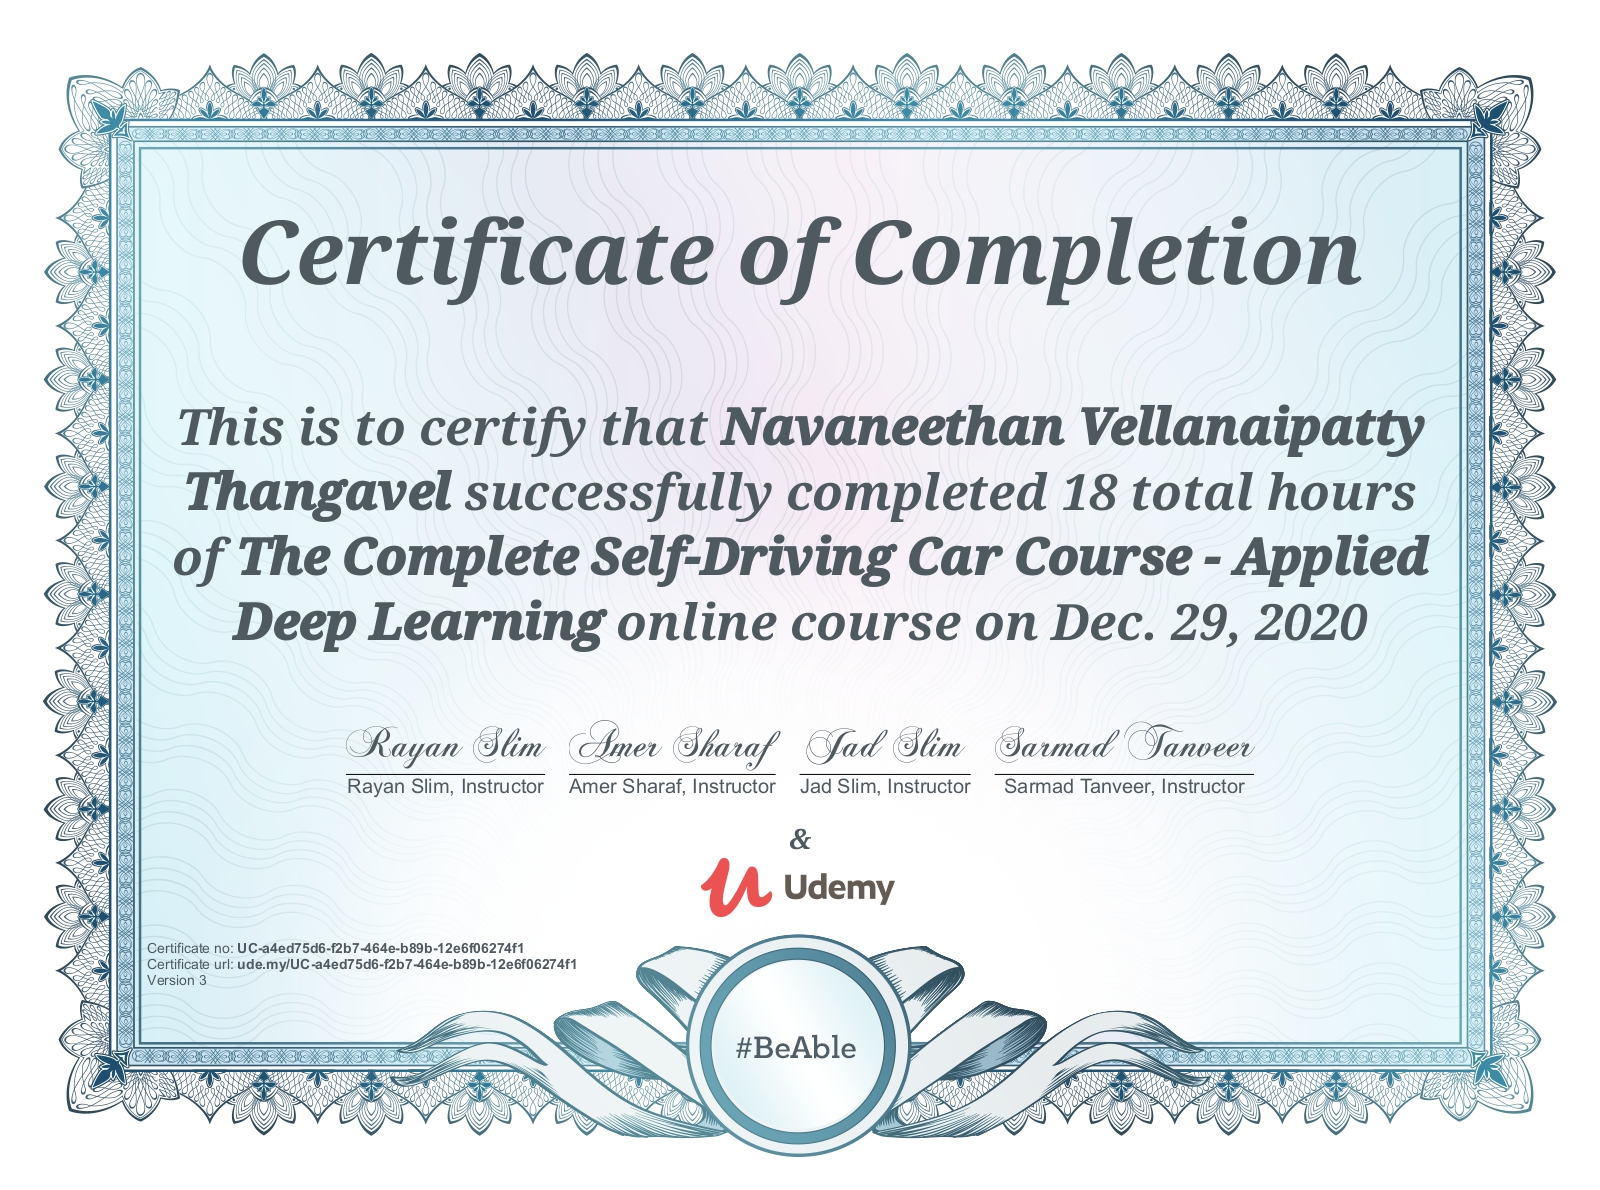 Certificate of Completion
This is to certify that Navaneethan Vellanaipatty
Thangavel successfully completed 18 total hours
of The Complete Self-Driving Car Course - Applied
Deep Learning online course on Dec. 29, 2020
Rayan Slim Amer Sharaf Jad Slim Sarmad Tanveer
Rayan Slim, Instructor Amer Sharaf, Instructor Jad Slim, Instructor Sarmad Tanveer, Instructor
&
Udemy
Certificate no: UC-a4ed75d6-f2b7-464e-b89b-12e6f06274f1
Certificate url: ude.my/UC-a4ed75d6-f2b7-464e-b89b-12e6f06274f1
Version 3
#BeAble